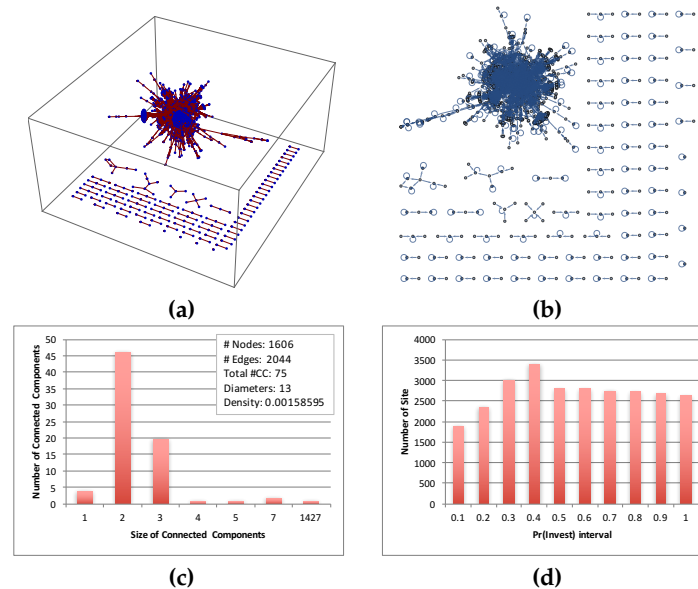 (a)
(b)
Number of Connected Components
50
45
40
35
30
25
20
15
10
5
0
# Nodes: 1606
# Edges: 2044
Total #CC: 75
Diameters: 13
Density: 0.00158595
1 2 3 4 5 7 1427
Size of Connected Components
(c)
Number of Site
4000
3500
3000
2500
2000
1500
1000
500
0
0.1 0.2 0.3 0.4 0.5 0.6 0.7 0.8 0.9 1
Pr(Invest) interval
(d)